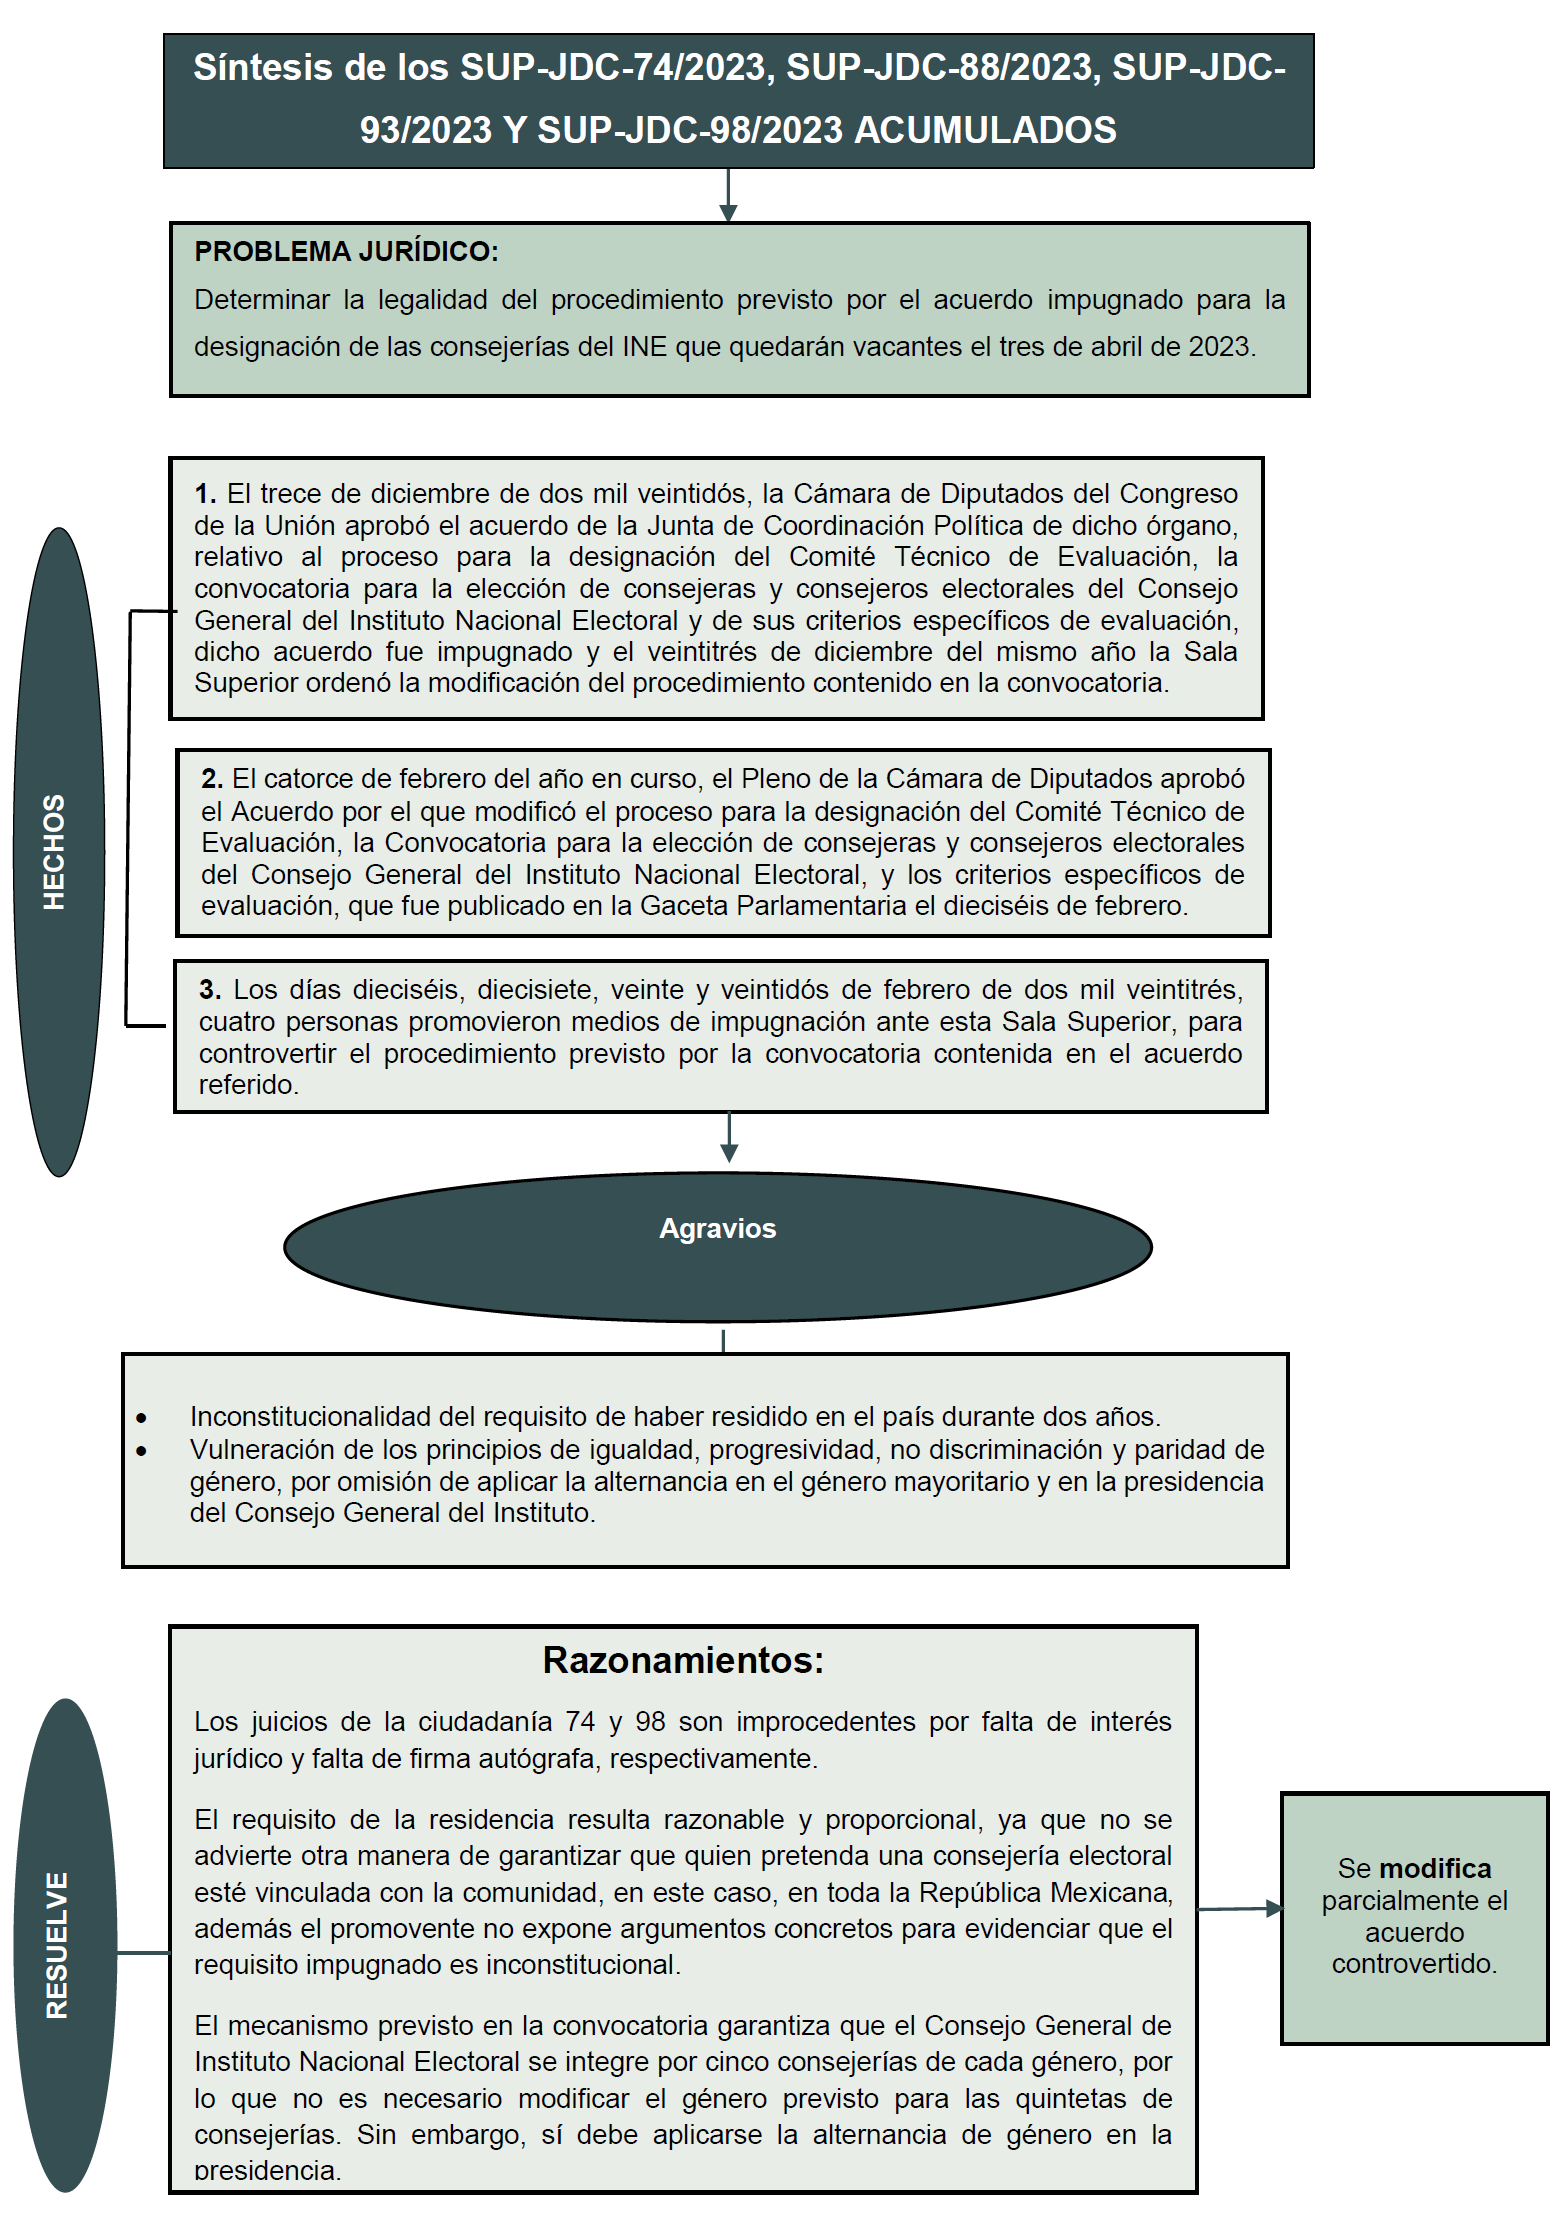 Síntesis de los SUP-JDC-74/2023, SUP-JDC-88/2023, SUP-JDC-
93/2023 Y SUP-JDC-98/2023 ACUMULADOS
PROBLEMA JURÍDICO:
Determinar la legalidad del procedimiento previsto por el acuerdo impugnado para la
designación de las consejerías del INE que quedarán vacantes el tres de abril de 2023.
HECHOS
1. El trece de diciembre de dos mil veintidós, la Cámara de Diputados del Congreso
de la Unión aprobó el acuerdo de la Junta de Coordinación Política de dicho órgano,
relativo al proceso para la designación del Comité Técnico de Evaluación, la
convocatoria para la elección de consejeras y consejeros electorales del Consejo
General del Instituto Nacional Electoral y de sus criterios específicos de evaluación,
dicho acuerdo fue impugnado y el veintitrés de diciembre del mismo año la Sala
Superior ordenó la modificación del procedimiento contenido en la convocatoria.
2. El catorce de febrero del año en curso, el Pleno de la Cámara de Diputados aprobó
el Acuerdo por el que modificó el proceso para la designación del Comité Técnico de
Evaluación, la Convocatoria para la elección de consejeras y consejeros electorales
del Consejo General del Instituto Nacional Electoral, y los criterios específicos de
evaluación, que fue publicado en la Gaceta Parlamentaria el dieciséis de febrero.
3. Los días dieciséis, diecisiete, veinte y veintidós de febrero de dos mil veintitrés,
cuatro personas promovieron medios de impugnación ante esta Sala Superior, para
controvertir el procedimiento previsto por la convocatoria contenida en el acuerdo
referido.
Agravios
• Inconstitucionalidad del requisito de haber residido en el país durante dos años.
• Vulneración de los principios de igualdad, progresividad, no discriminación y paridad de
género, por omisión de aplicar la alternancia en el género mayoritario y en la presidencia
del Consejo General del Instituto.
RESUELVE
Razonamientos:
Los juicios de la ciudadanía 74 y 98 son improcedentes por falta de interés
jurídico y falta de firma autógrafa, respectivamente.
El requisito de la residencia resulta razonable y proporcional, ya que no se
advierte otra manera de garantizar que quien pretenda una consejería electoral
esté vinculada con la comunidad, en este caso, en toda la República Mexicana,
además el promovente no expone argumentos concretos para evidenciar que el
requisito impugnado es inconstitucional.
El mecanismo previsto en la convocatoria garantiza que el Consejo General de
Instituto Nacional Electoral se integre por cinco consejerías de cada género, por
lo que no es necesario modificar el género previsto para las quintetas de
consejerías. Sin embargo, sí debe aplicarse la alternancia de género en la
presidencia.
Se modifica
parcialmente el
acuerdo
controvertido.